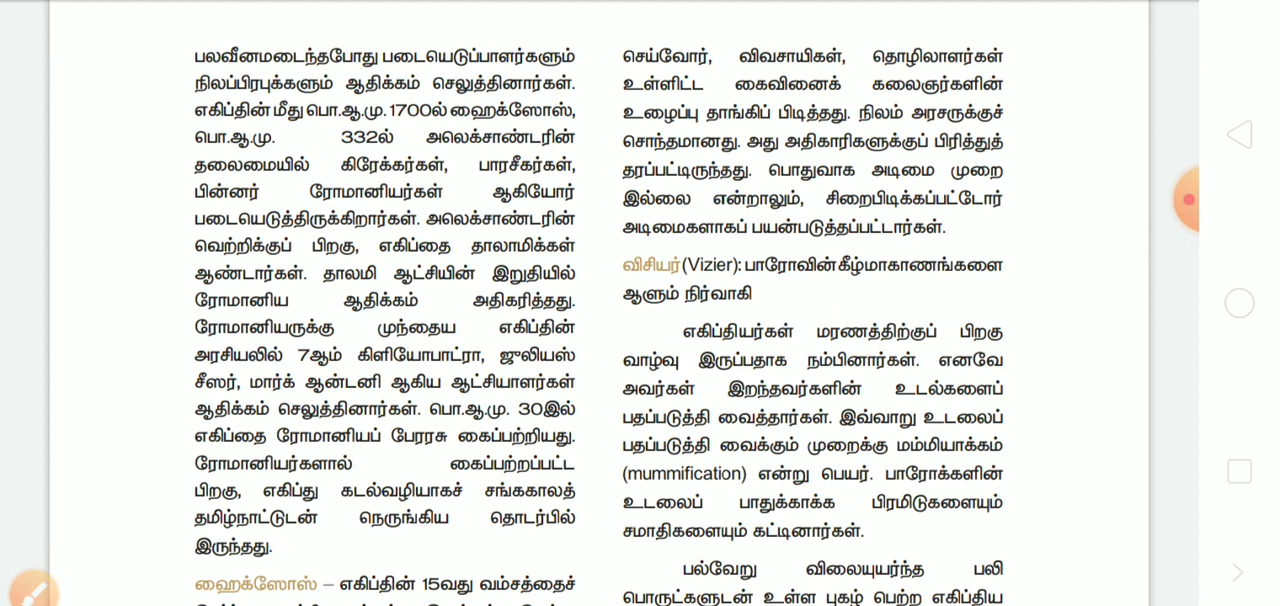 பலவீனமடைந்தபோது படையெடுப்பாளர்களும்
நிலப்பிரபுக்களும் ஆதிக்கம் செலுத்தினார்கள்.
எகிப்தின் மீது பொ.ஆ.மு. 1700ல் ஹைக்ஸோஸ்,
பொ.ஆ.மு. 332ல் அலெக்சாண்டரின்
தலைமையில் கிரேக்கர்கள், பாரசீகர்கள்,
பின்னர் ரோமானியர்கள் ஆகியோர்
படையெடுத்திருக்கிறார்கள். அலெக்சாண்டரின்
வெற்றிக்குப் பிறகு, எகிப்தை தாலாமிக்கள்
ஆண்டார்கள். தாலமி ஆட்சியின் இறுதியில்
ரோமானிய ஆதிக்கம் அதிகரித்தது.
ரோமானியருக்கு முந்தைய எகிப்தின்
அரசியலில் 7ஆம் கிளியோபாட்ரா, ஜுலியஸ்
சீஸர், மார்க் ஆன்டனி ஆகிய ஆட்சியாளர்கள்
ஆதிக்கம் செலுத்தினார்கள். பொ.ஆ.மு. 30இல்
எகிப்தை ரோமானியப் பேரரசு கைப்பற்றியது.
ரோமானியர்களால் கைப்பற்றப்பட்ட
பிறகு, எகிப்து கடல்வழியாகச் சங்ககாலத்
தமிழ்நாட்டுடன் நெருங்கிய தொடர்பில்
இருந்தது.
ஹைக்ஸோஸ் – எகிப்தின் 15வது வம்சத்தைச்
செய்வோர், விவசாயிகள், தொழிலாளர்கள்
உள்ளிட்ட கைவினைக் கலைஞர்களின்
உழைப்பு தாங்கிப் பிடித்தது. நிலம் அரசருக்குச்
சொந்தமானது. அது அதிகாரிகளுக்குப் பிரித்துத்
தரப்பட்டிருந்தது. பொதுவாக அடிமை முறை
இல்லை என்றாலும், சிறைபிடிக்கப்பட்டோர்
அடிமைகளாகப் பயன்படுத்தப்பட்டார்கள்.
விசியர் (Vizier): பாரோவின் கீழ் மாகாணங்களை
ஆளும் நிர்வாகி
எகிப்தியர்கள் மரணத்திற்குப் பிறகு
வாழ்வு இருப்பதாக நம்பினார்கள். எனவே
அவர்கள் இறந்தவர்களின் உடல்களைப்
பதப்படுத்தி வைத்தார்கள். இவ்வாறு உடலைப்
பதப்படுத்தி வைக்கும் முறைக்கு மம்மியாக்கம்
(mummification) என்று பெயர். பாரோக்களின்
உடலைப் பாதுக்காக்க பிரமிடுகளையும்
சமாதிகளையும் கட்டினார்கள்.
பல்வேறு விலையுயர்ந்த பலி
பொருட்களுடன் உள்ள புகழ் பெற்ற எகிப்திய